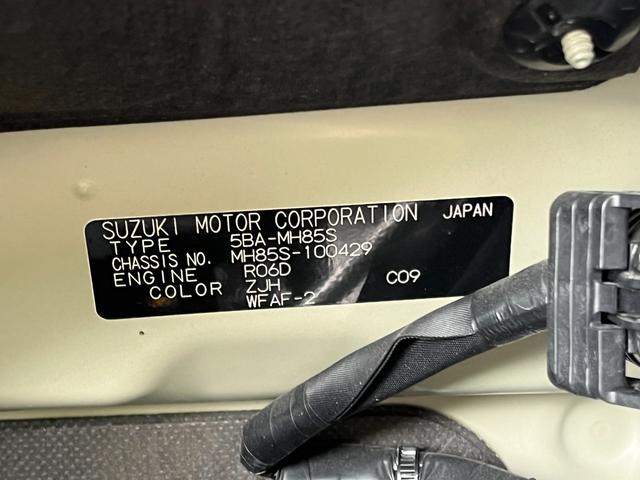 SUZUKI MOTOR CORPORATION JAPAN
TYPE 5BA-MH85S
CHASSIS NO. MH85S-100429
ENGINE R06D
COLOR ZJH C09
WFAF-2